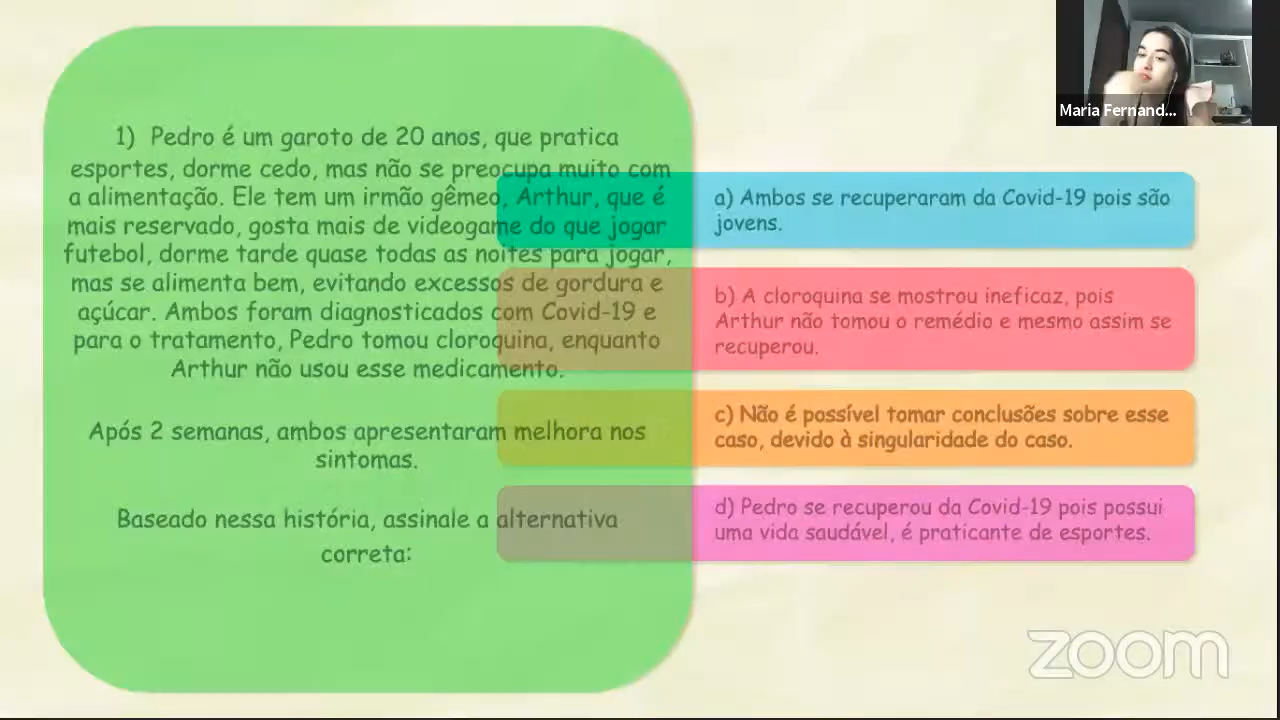 1) Pedro é um garoto de 20 anos, que pratica
esportes, dorme cedo, mas não se preocupa muito com
a alimentação. Ele tem um irmão gêmeo, Arthur, que é
mais reservado, gosta mais de videogame do que jogar
futebol, dorme tarde quase todas as noites para jogar,
mas se alimenta bem, evitando excessos de gordura e
açúcar. Ambos foram diagnosticados com Covid-19 e
para o tratamento, Pedro tomou cloroquina, enquanto
Arthur não usou esse medicamento.
Após 2 semanas, ambos apresentaram melhora nos
sintomas.
Baseado nessa história, assinale a alternativa
correta:
a) Ambos se recuperaram da Covid-19 pois são
jovens.
b) A cloroquina se mostrou ineficaz, pois
Arthur não tomou o remédio e mesmo assim se
recuperou.
c) Não é possível tomar conclusões sobre esse
caso, devido à singularidade do caso.
d) Pedro se recuperou da Covid-19 pois possui
uma vida saudável, é praticante de esportes.
Maria Fernand...
zoom